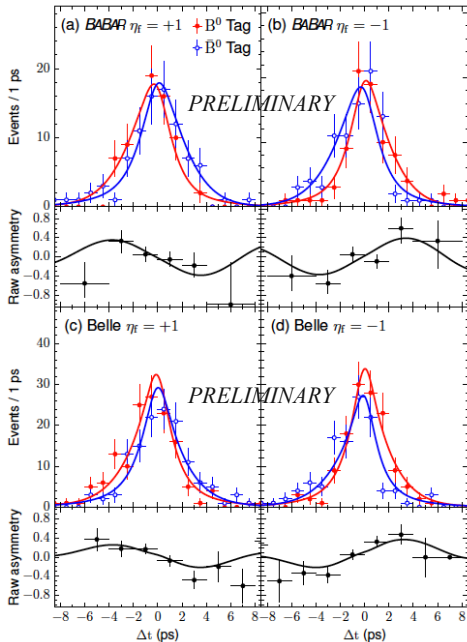 (a) BABAR ηf = +1
B⁰ Tag
B̄⁰ Tag
(b) BABAR ηf = −1
PRELIMINARY
Events / 1 ps
20
10
0
Raw asymmetry
0.8
0.4
0.0
−0.4
−0.8
(c) Belle ηf = +1
(d) Belle ηf = −1
PRELIMINARY
Events / 1 ps
40
30
20
10
0
Raw asymmetry
0.8
0.4
0.0
−0.4
−0.8
−8 −6 −4 −2 0 2 4 6 8 −8 −6 −4 −2 0 2 4 6 8
Δt (ps) Δt (ps)